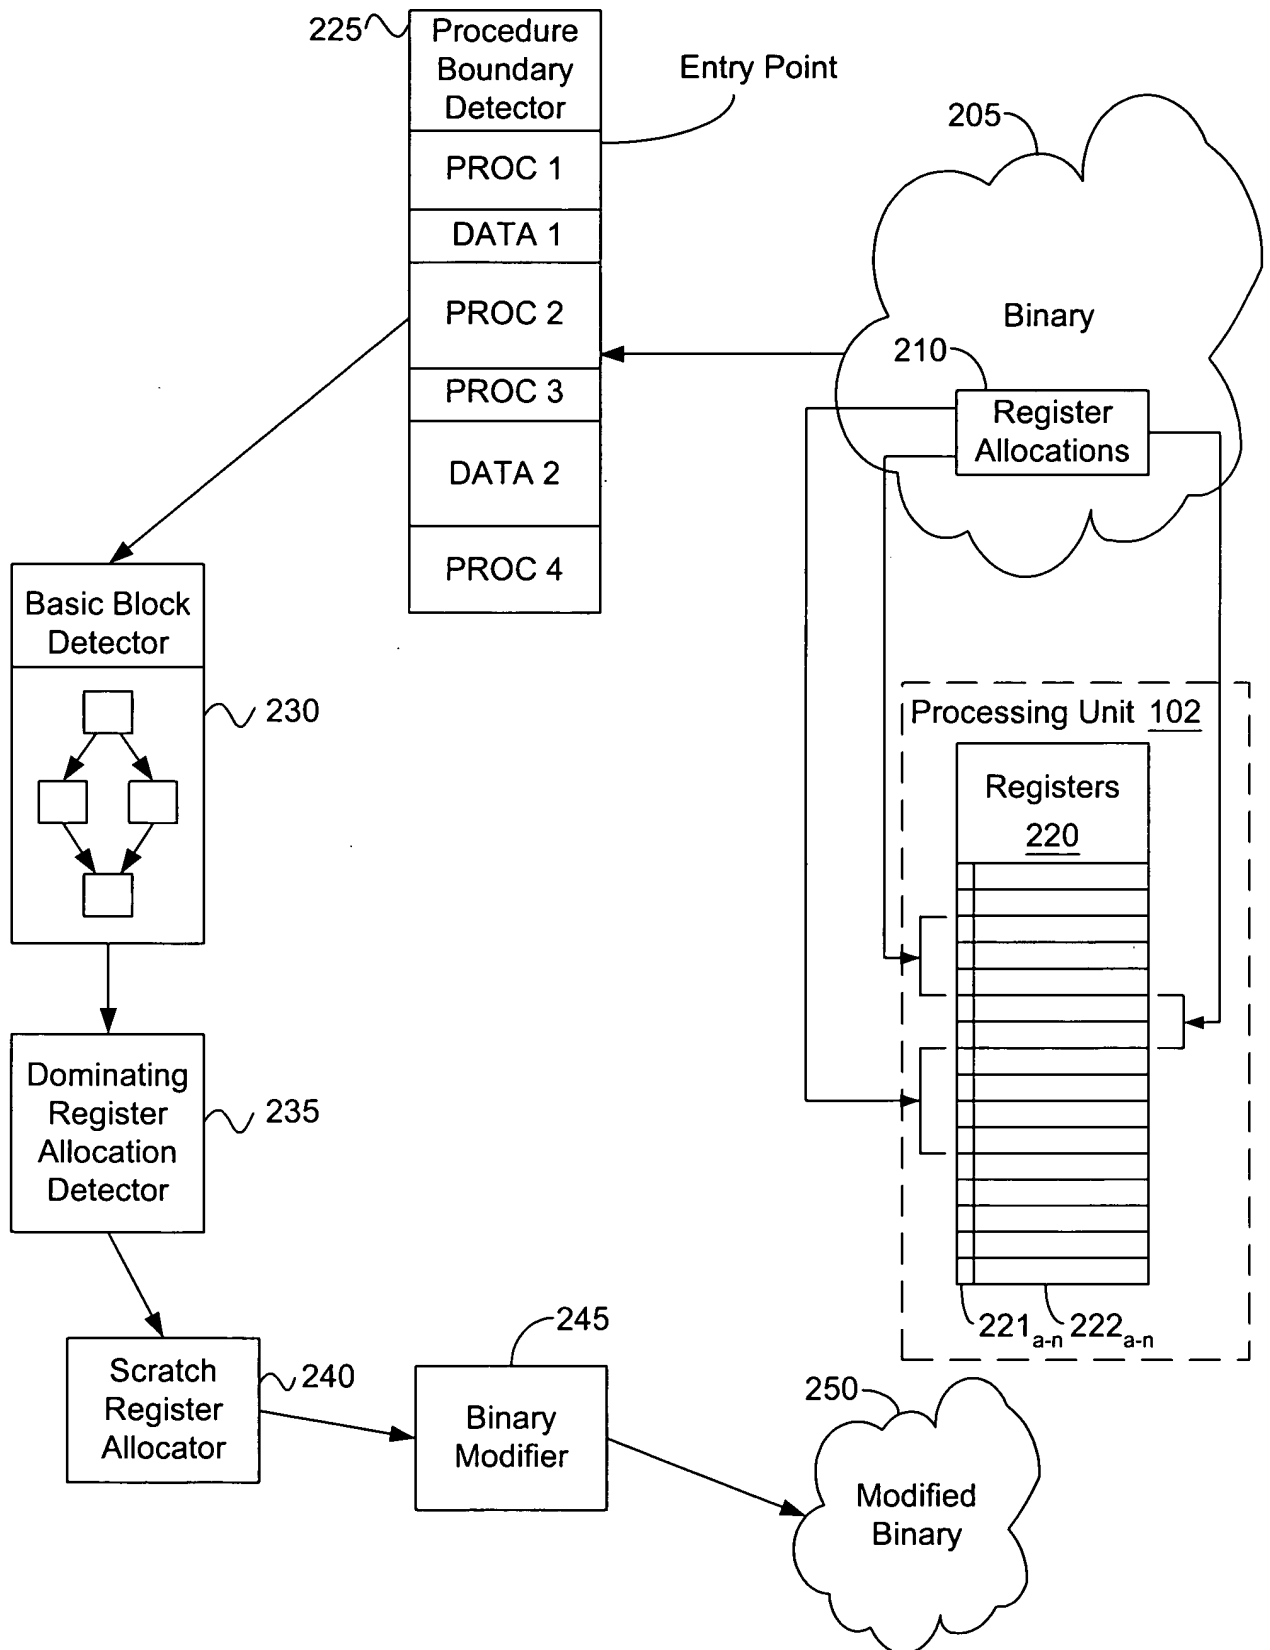 225
Procedure
Boundary
Detector
Entry Point
PROC 1
DATA 1
PROC 2
PROC 3
DATA 2
PROC 4
205
Binary
210
Register
Allocations
Basic Block
Detector
230
Processing Unit 102
Registers
220
221a-n 222a-n
Dominating
Register
Allocation
Detector
235
Scratch
Register
Allocator
240
245
Binary
Modifier
250
Modified
Binary